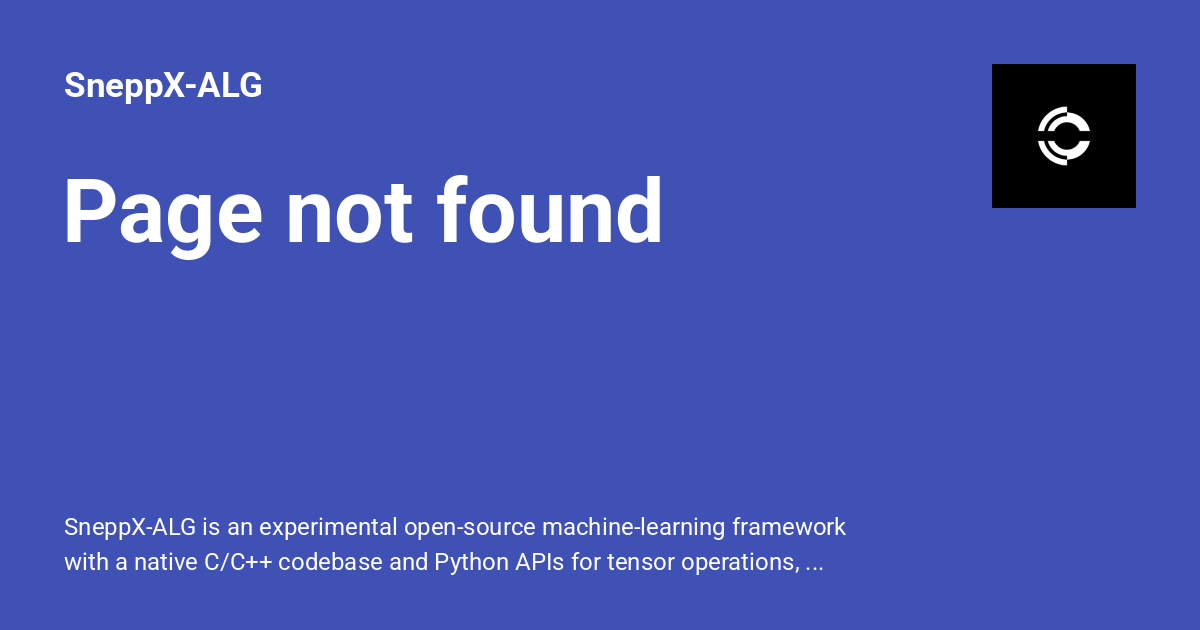 SneppX-ALG
Page not found
SneppX-ALG is an experimental open-source machine-learning framework
with a native C/C++ codebase and Python APIs for tensor operations, ...